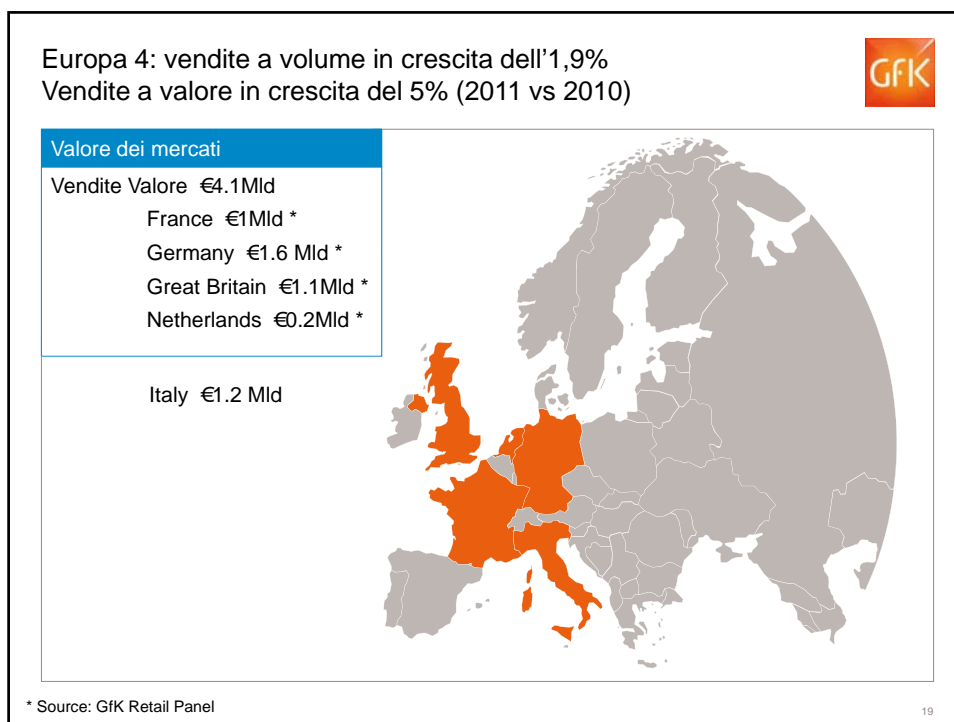 Europa 4: vendite a volume in crescita dell'1,9%
Vendite a valore in crescita del 5% (2011 vs 2010)
GfK
Valore dei mercati
Vendite Valore €4.1Mld
France €1Mld *
Germany €1.6 Mld *
Great Britain €1.1Mld *
Netherlands €0.2Mld *
Italy €1.2 Mld
* Source: GfK Retail Panel
19